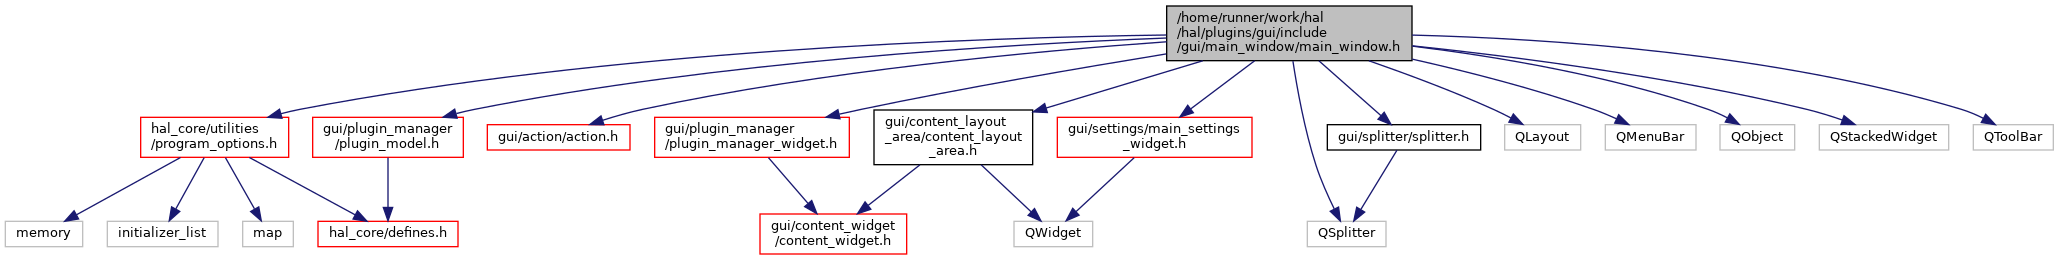 /home/runner/work/hal
/hal/plugins/gui/include
/gui/main_window/main_window.h
hal_core/utilities
/program_options.h
gui/plugin_manager
/plugin_model.h
gui/action/action.h
gui/plugin_manager
/plugin_manager_widget.h
gui/content_layout
_area/content_layout
_area.h
gui/settings/main_settings
_widget.h
gui/splitter/splitter.h
QLayout
QMenuBar
QObject
QStackedWidget
QToolBar
memory
initializer_list
map
hal_core/defines.h
gui/content_widget
/content_widget.h
QWidget
QSplitter